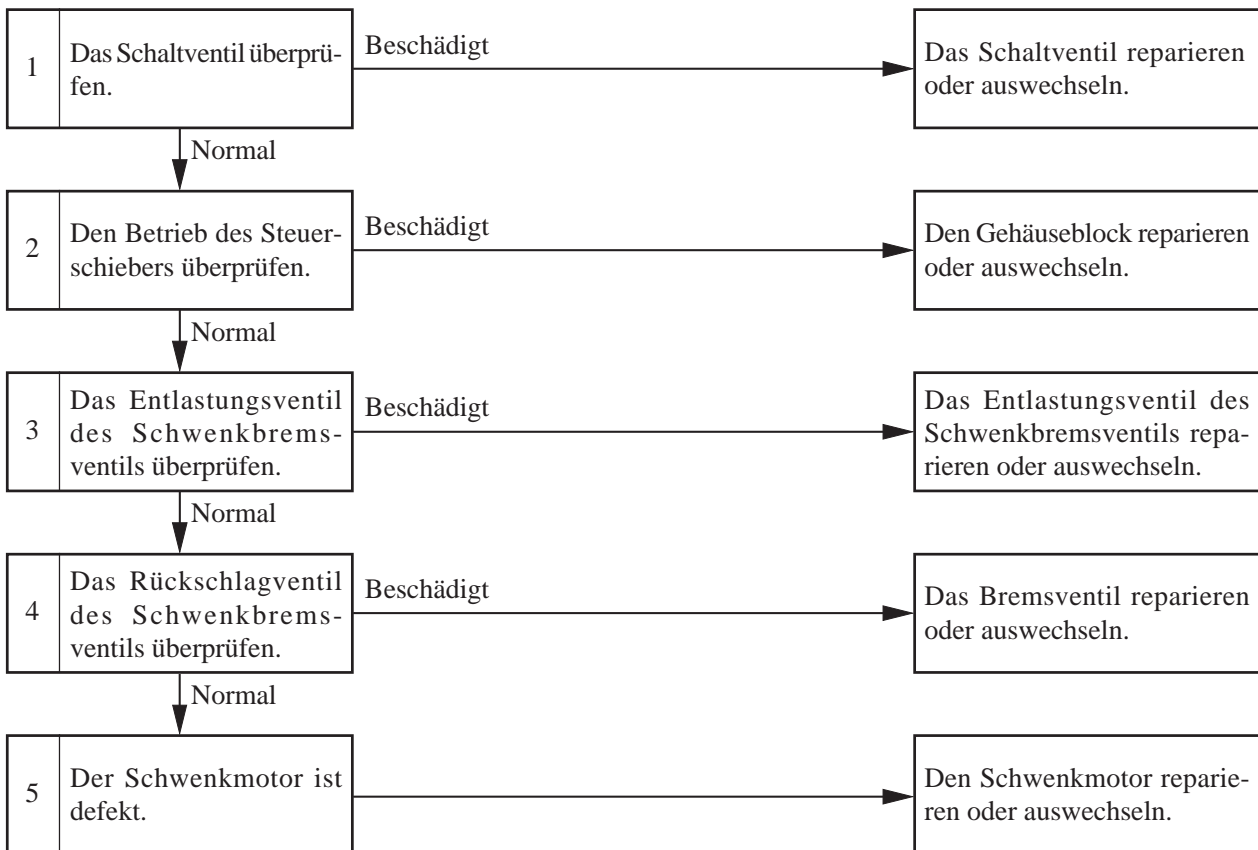 1
Das Schaltventil überprü-
fen.
Beschädigt
Das Schaltventil reparieren
oder auswechseln.
Normal
2
Den Betrieb des Steuer-
schiebers überprüfen.
Beschädigt
Den Gehäuseblock reparieren
oder auswechseln.
Normal
3
Das Entlastungsventil
des Schwenkbrems-
ventils überprüfen.
Beschädigt
Das Entlastungsventil des
Schwenkbremsventils repa-
rieren oder auswechseln.
Normal
4
Das Rückschlagventil
des Schwenkbrems-
ventils überprüfen.
Beschädigt
Das Bremsventil reparieren
oder auswechseln.
Normal
5
Der Schwenkmotor ist
defekt.
Den Schwenkmotor reparie-
ren oder auswechseln.